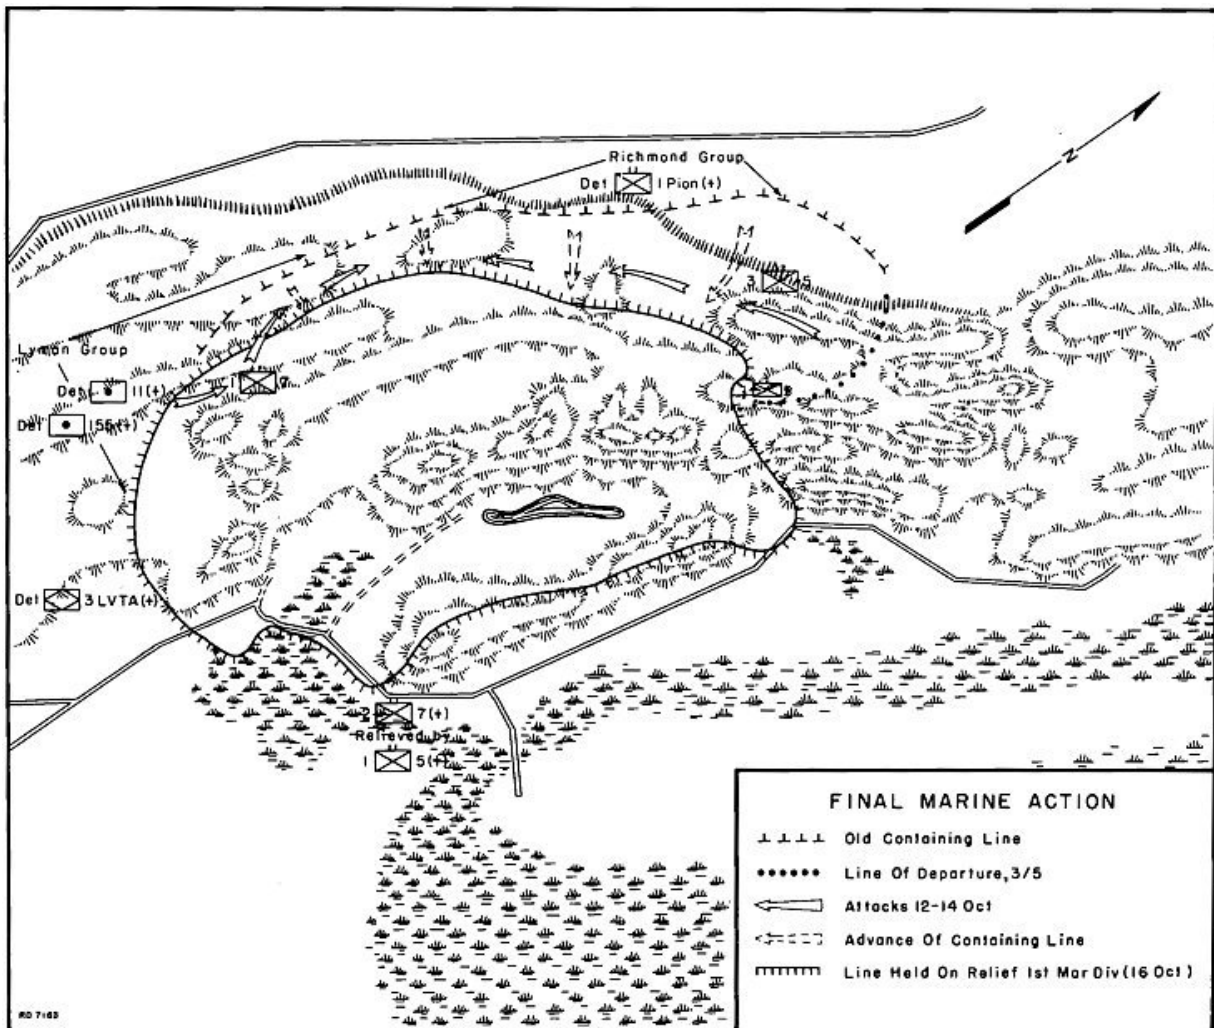 Richmond Group
Det 1 Pion(+)
N
3 5
Lyman Group
Det 11(+)
1 7
Det 155(+)
Det 3 LVTA(+)
2 7(+)
Relieved by
1 5(+)
FINAL MARINE ACTION
Old Containing Line
Line Of Departure, 3/5
Attacks 12-14 Oct
Advance Of Containing Line
Line Held On Relief 1st Mar Div (16 Oct)
RD 7163